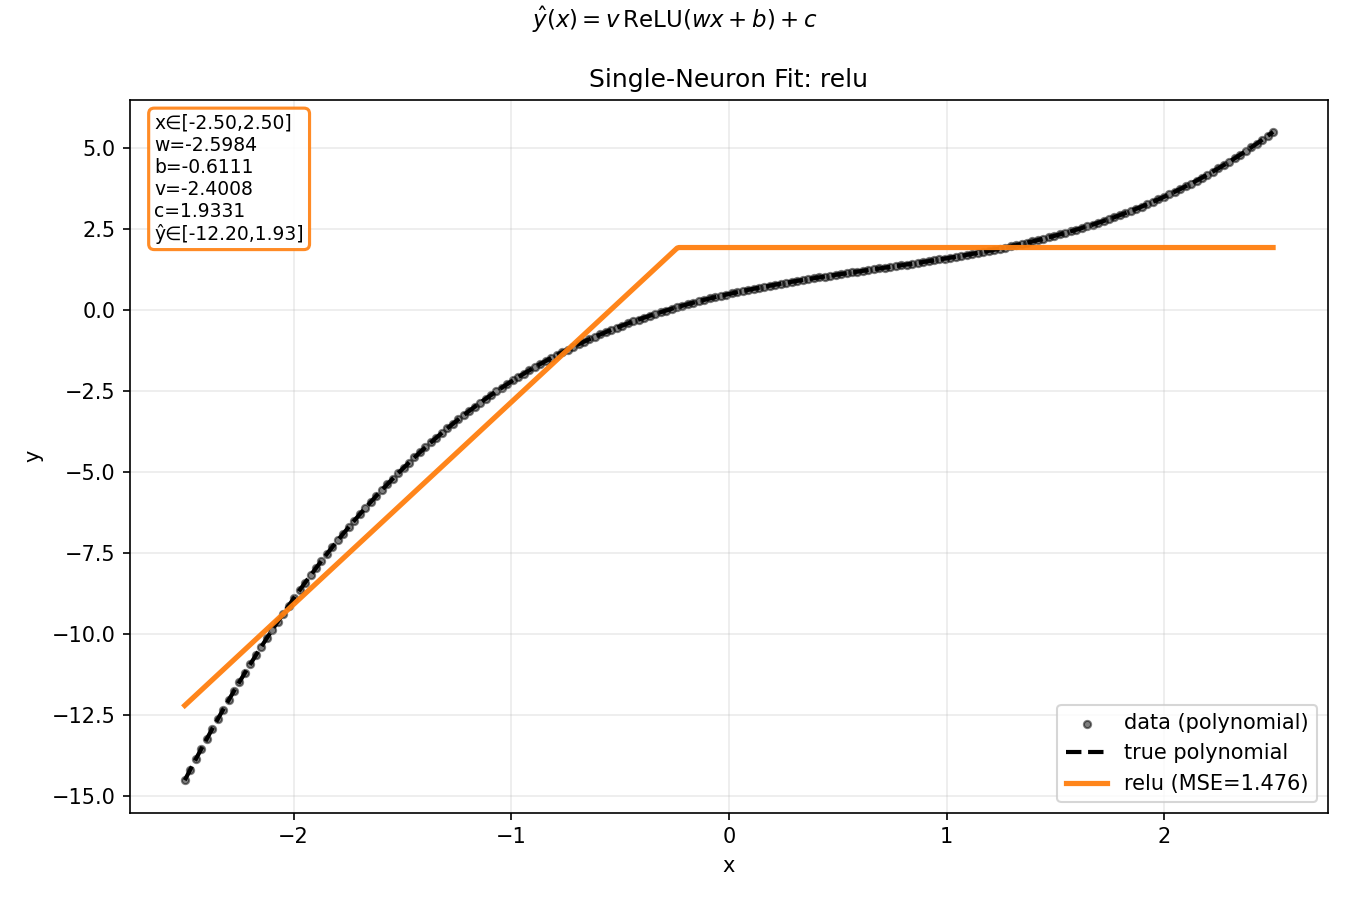 ŷ(x) = v ReLU(wx + b) + c
Single-Neuron Fit: relu
x∈[-2.50,2.50]
w=-2.5984
b=-0.6111
v=-2.4008
c=1.9331
ŷ∈[-12.20,1.93]
5.0
2.5
0.0
−2.5
−5.0
−7.5
−10.0
−12.5
−15.0
y
data (polynomial)
true polynomial
relu (MSE=1.476)
−2 −1 0 1 2
x